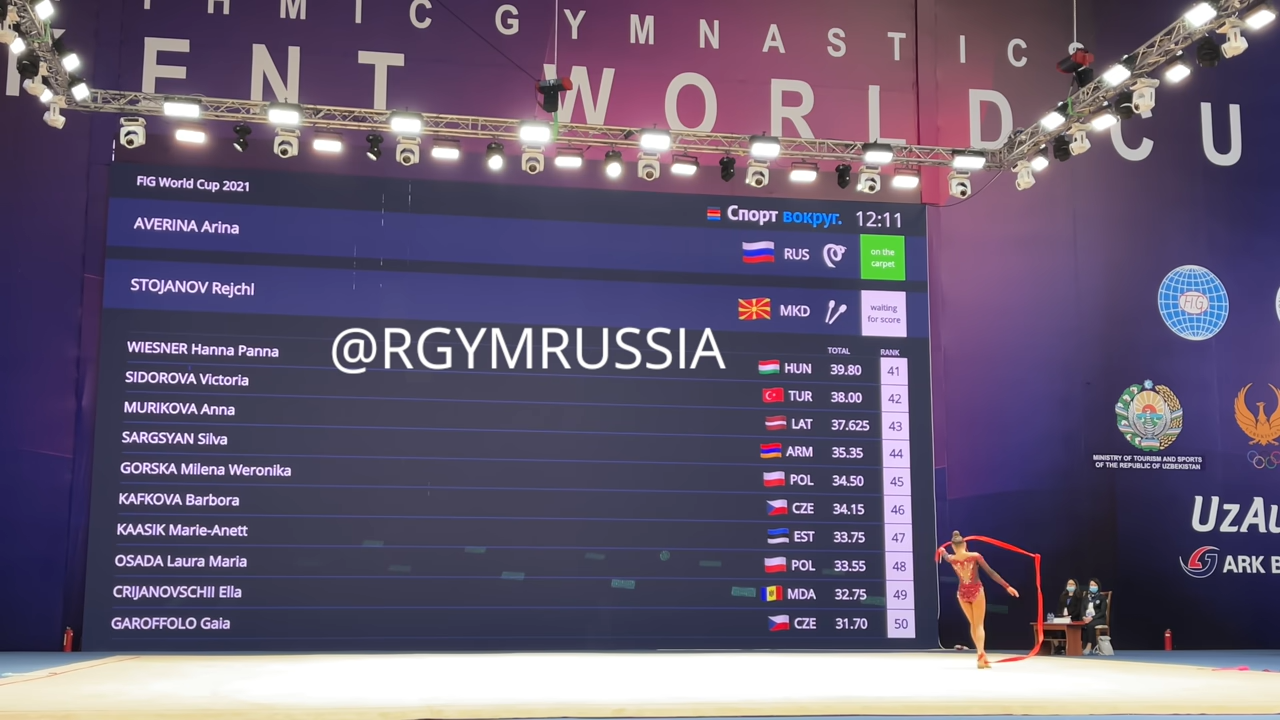 THMIC GYMNASTICS
KENT WORLD CU
FIG World Cup 2021
Спорт вокруг. 12:11
AVERINA Arina RUS on the carpet
STOJANOV Rejchl MKD waiting for score
@RGYMRUSSIA
TOTAL RANK
WIESNER Hanna Panna HUN 39.80 41
SIDOROVA Victoria TUR 38.00 42
MURIKOVA Anna LAT 37.625 43
SARGSYAN Silva ARM 35.35 44
GORSKA Milena Weronika POL 34.50 45
KAFKOVA Barbora CZE 34.15 46
KAASIK Marie-Anett EST 33.75 47
OSADA Laura Maria POL 33.55 48
CRIJANOVSCHII Ella MDA 32.75 49
GAROFFOLO Gaia CZE 31.70 50
FIG
MINISTRY OF TOURISM AND SPORTS
OF THE REPUBLIC OF UZBEKISTAN
UzAu
ARK B